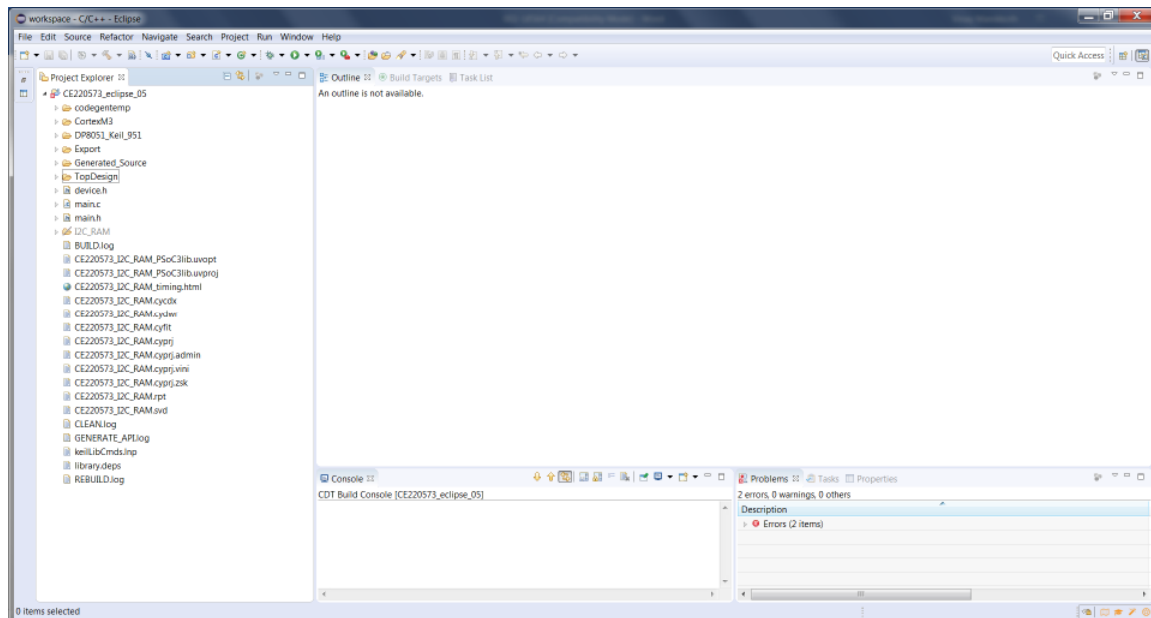 workspace - C/C++ - Eclipse
File Edit Source Refactor Navigate Search Project Run Window Help
Quick Access
Project Explorer
CE220573_eclipse_05
codegentemp
CortexM3
DP8051_Keil_951
Export
Generated_Source
TopDesign
device.h
main.c
main.h
I2C_RAM
BUILD.log
CE220573_I2C_RAM_PSoC3lib.uvopt
CE220573_I2C_RAM_PSoC3lib.uvproj
CE220573_I2C_RAM_timing.html
CE220573_I2C_RAM.cycdx
CE220573_I2C_RAM.cydwr
CE220573_I2C_RAM.cyfit
CE220573_I2C_RAM.cyprj
CE220573_I2C_RAM.cyprj.admin
CE220573_I2C_RAM.cyprj.vini
CE220573_I2C_RAM.cyprj.zsk
CE220573_I2C_RAM.rpt
CE220573_I2C_RAM.svd
CLEAN.log
GENERATE_API.log
keilLibCmds.lnp
library.deps
REBUILD.log
Outline Build Targets Task List
An outline is not available.
Console
CDT Build Console [CE220573_eclipse_05]
Problems Tasks Properties
2 errors, 0 warnings, 0 others
Description
Errors (2 items)
0 items selected